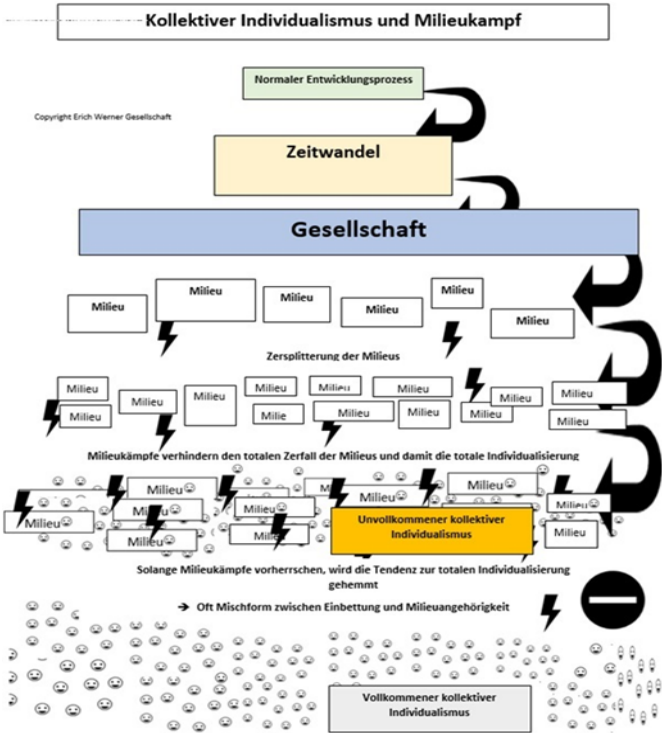 Kollektiver Individualismus und Milieukampf
Normaler Entwicklungsprozess
Copyright Erich Werner Gesellschaft
Zeitwandel
Gesellschaft
Milieu Milieu Milieu Milieu Milieu Milieu
Zersplitterung der Milieus
Milieu Milieu Milieu Milieu Milieu Milieu Milieu Milieu
Milieu Milie Milieu Milieu Milieu Milieu
Milieukämpfe verhindern den totalen Zerfall der Milieus und damit die totale Individualisierung
Milieu Milieu
Milieu Milieu Milieu
Milieu Milieu
Milieu Milieu
Unvollkommener kollektiver
Individualismus
Solange Milieukämpfe vorherrschen, wird die Tendenz zur totalen Individualisierung
gehemmt
➔ Oft Mischform zwischen Einbettung und Milieuangehörigkeit
Vollkommener kollektiver
Individualismus